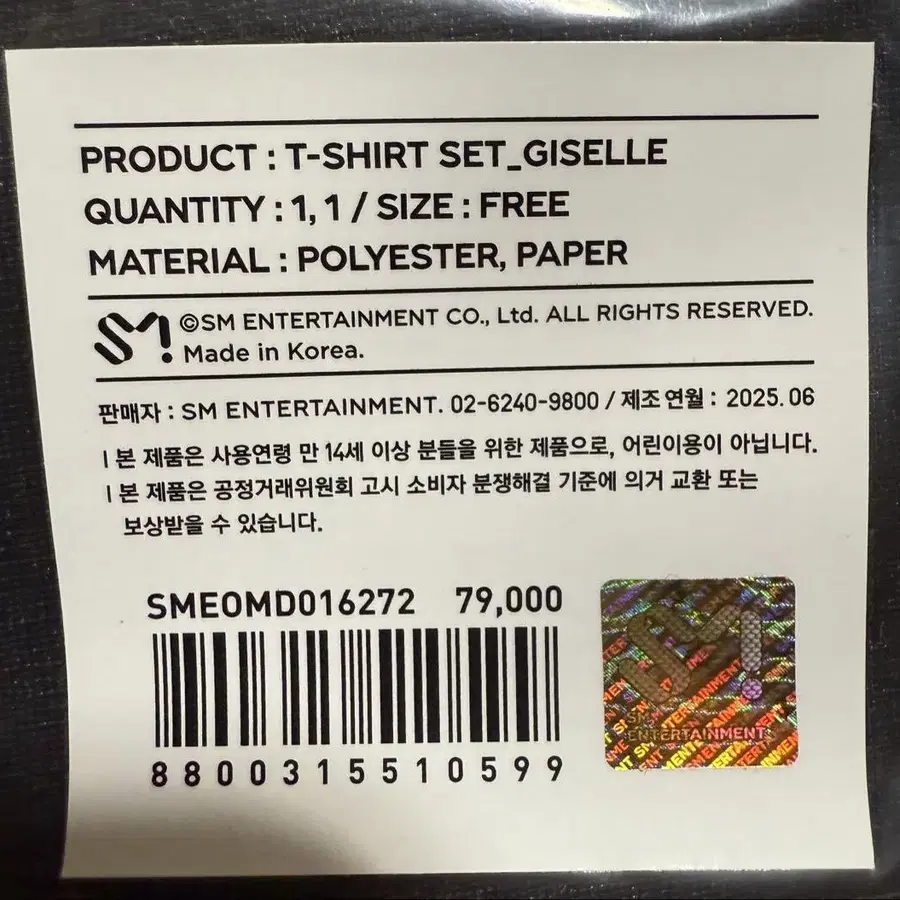 PRODUCT : T-SHIRT SET_GISELLE
QUANTITY : 1, 1 / SIZE : FREE
MATERIAL : POLYESTER, PAPER
SM!
©SM ENTERTAINMENT CO., Ltd. ALL RIGHTS RESERVED.
Made in Korea.
판매자 : SM ENTERTAINMENT. 02-6240-9800 / 제조연월 : 2025. 06
| 본 제품은 사용연령 만 14세 이상 분들을 위한 제품으로, 어린이용이 아닙니다.
| 본 제품은 공정거래위원회 고시 소비자 분쟁해결 기준에 의거 교환 또는
보상받을 수 있습니다.
SMEOMD016272 79,000
8800315510599
SM
ENTERTAINMENT